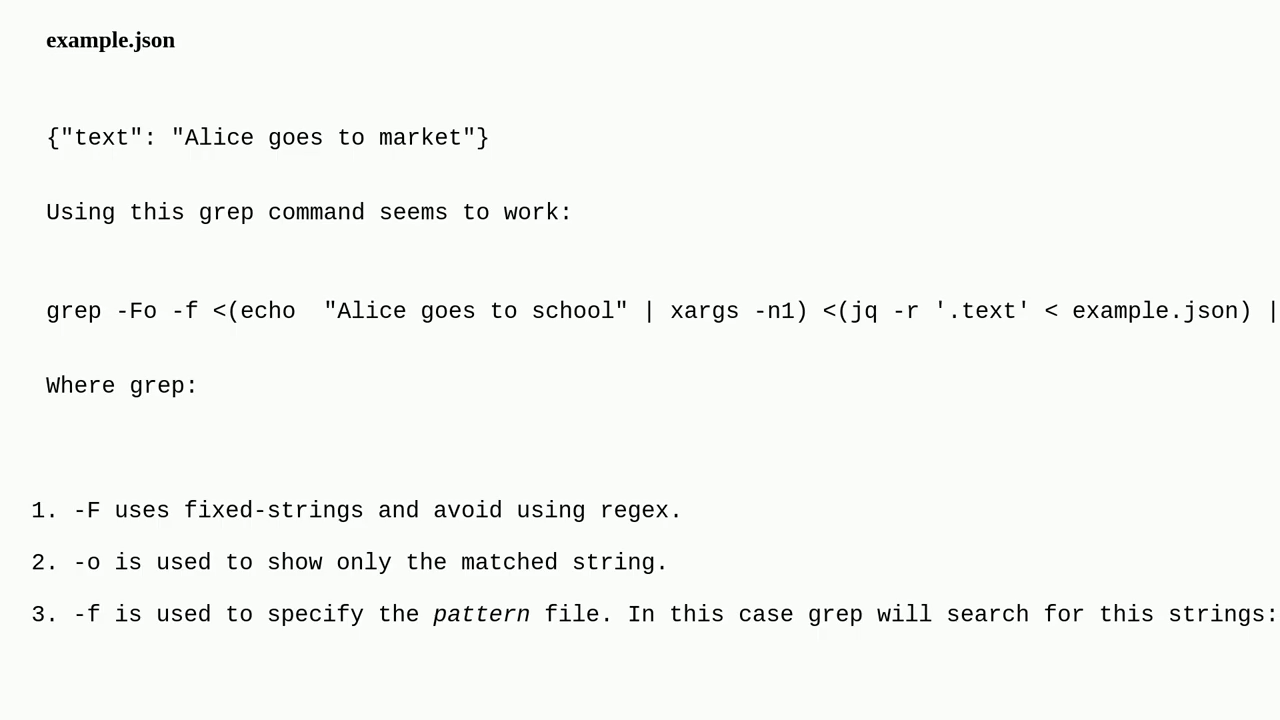 example.json
{"text": "Alice goes to market"}
Using this grep command seems to work:
grep -Fo -f <(echo  "Alice goes to school" | xargs -n1) <(jq -r '.text' < example.json) |
Where grep:
1. -F uses fixed-strings and avoid using regex.
2. -o is used to show only the matched string.
3. -f is used to specify the pattern file. In this case grep will search for this strings: